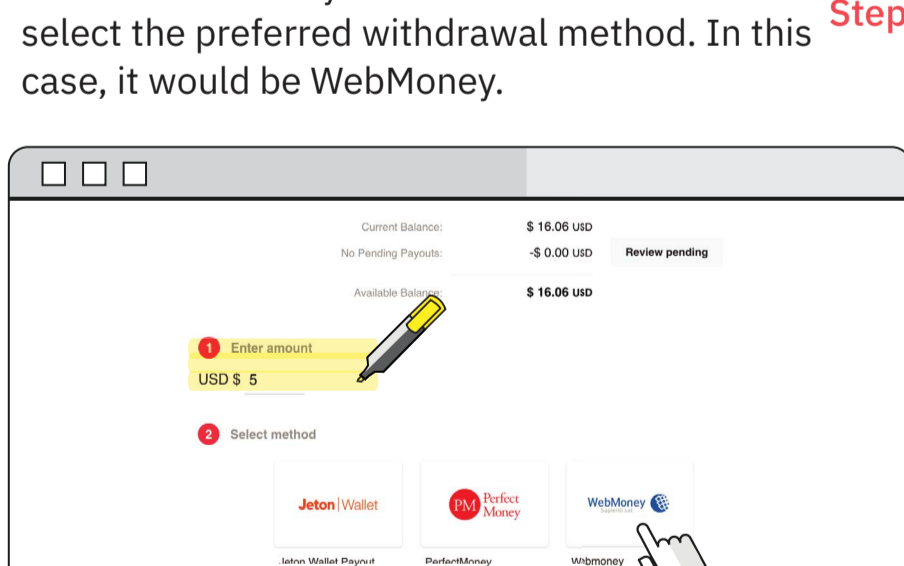 select the preferred withdrawal method. In this
case, it would be WebMoney.
Step
Current Balance: $ 16.06 USD
No Pending Payouts: -$ 0.00 USD Review pending
Available Balance: $ 16.06 USD
1 Enter amount
USD $ 5
2 Select method
Jeton|Wallet
PM Perfect Money
WebMoney
Jeton Wallet Payout PerfectMoney Webmoney